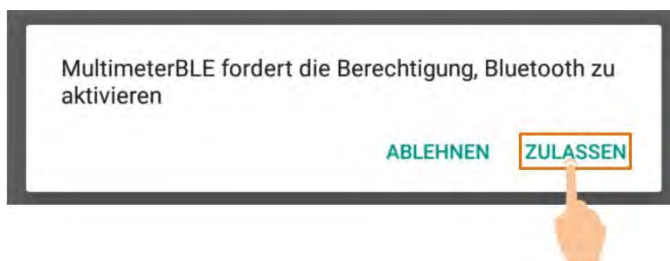 MultimeterBLE fordert die Berechtigung, Bluetooth zu
aktivieren
ABLEHNEN ZULASSEN